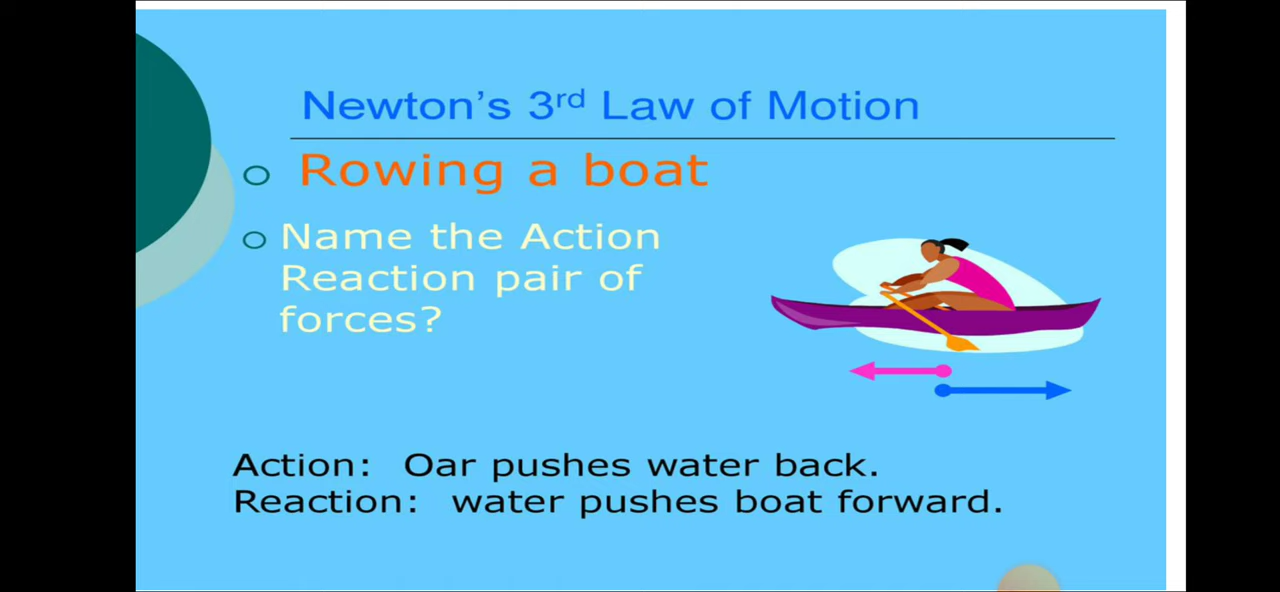 Newton's 3rd Law of Motion
Rowing a boat
Name the Action
Reaction pair of
forces?
Action: Oar pushes water back.
Reaction: water pushes boat forward.